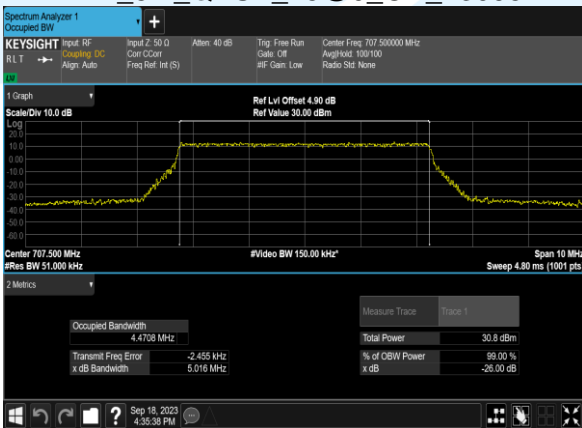 Spectrum Analyzer 1
Occupied BW
+
KEYSIGHT
RLT
LW
Input: RF
Coupling: DC
Align: Auto
Input Z: 50 Ω
Corr CCorr
Freq Ref: Int (S)
Atten: 40 dB
Trig: Free Run
Gate: Off
#IF Gain: Low
Center Freq: 707.500000 MHz
Avg|Hold: 100/100
Radio Std: None
1 Graph
Scale/Div 10.0 dB
Ref Lvl Offset 4.90 dB
Ref Value 30.00 dBm
Log
20.0
10.0
0.00
-10.0
-20.0
-30.0
-40.0
-50.0
-60.0
Center 707.500 MHz
#Res BW 51.000 kHz
#Video BW 150.00 kHz*
Span 10 MHz
Sweep 4.80 ms (1001 pts)
2 Metrics
Measure Trace
Trace 1
Occupied Bandwidth
4.4708 MHz
Total Power
30.8 dBm
Transmit Freq Error
-2.455 kHz
% of OBW Power
99.00 %
x dB Bandwidth
5.016 MHz
x dB
-26.00 dB
?
Sep 18, 2023
4:35:38 PM